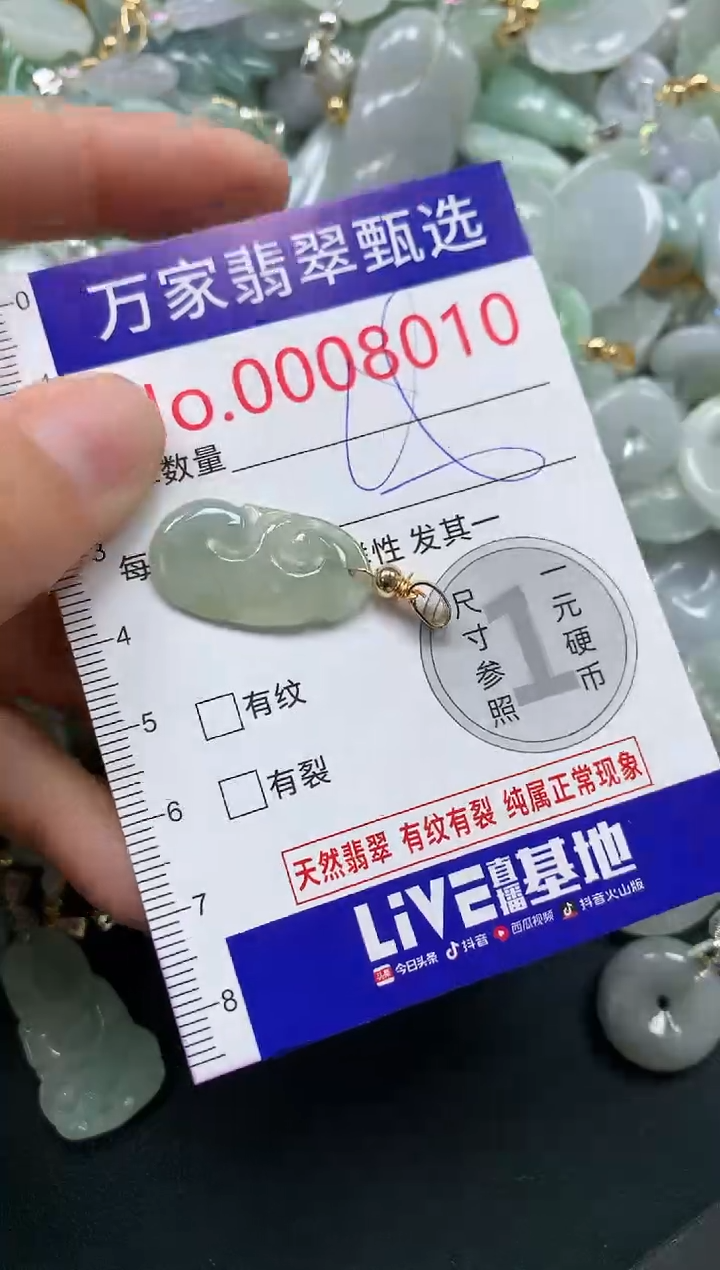 万家翡翠甄选
No.0008010
数量
每 性 发其一
尺寸参照
1
一元硬币
有纹
有裂
天然翡翠 有纹有裂 纯属正常现象
LiVE直播基地
头条 今日头条 抖音 西瓜视频 抖音火山版
0
3
4
5
6
7
8